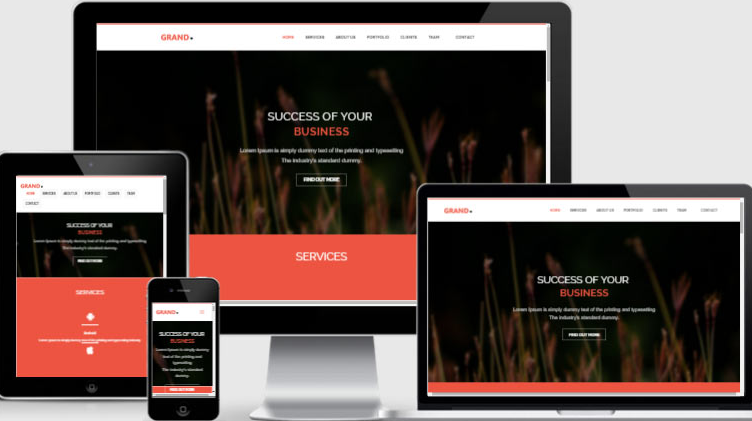 GRAND.
HOME SERVICES ABOUT US PORTFOLIO CLIENTS TEAM CONTACT
SUCCESS OF YOUR
BUSINESS
Lorem Ipsum is simply dummy text of the printing and typesetting
The industry's standard dummy.
FIND OUT MORE
SERVICES
GRAND.
HOME SERVICES ABOUT US PORTFOLIO CLIENTS TEAM
CONTACT
SUCCESS OF YOUR
BUSINESS
Lorem Ipsum is simply dummy text of the printing and typesetting
The industry's standard dummy.
FIND OUT MORE
SERVICES
GRAND.
SUCCESS OF YOUR
BUSINESS
Lorem Ipsum is simply dummy
text of the printing and
typesetting
The industry's standard
dummy.
FIND OUT MORE
GRAND.
HOME SERVICES ABOUT US PORTFOLIO CLIENTS TEAM CONTACT
SUCCESS OF YOUR
BUSINESS
Lorem Ipsum is simply dummy text of the printing and typesetting
The industry's standard dummy.
FIND OUT MORE